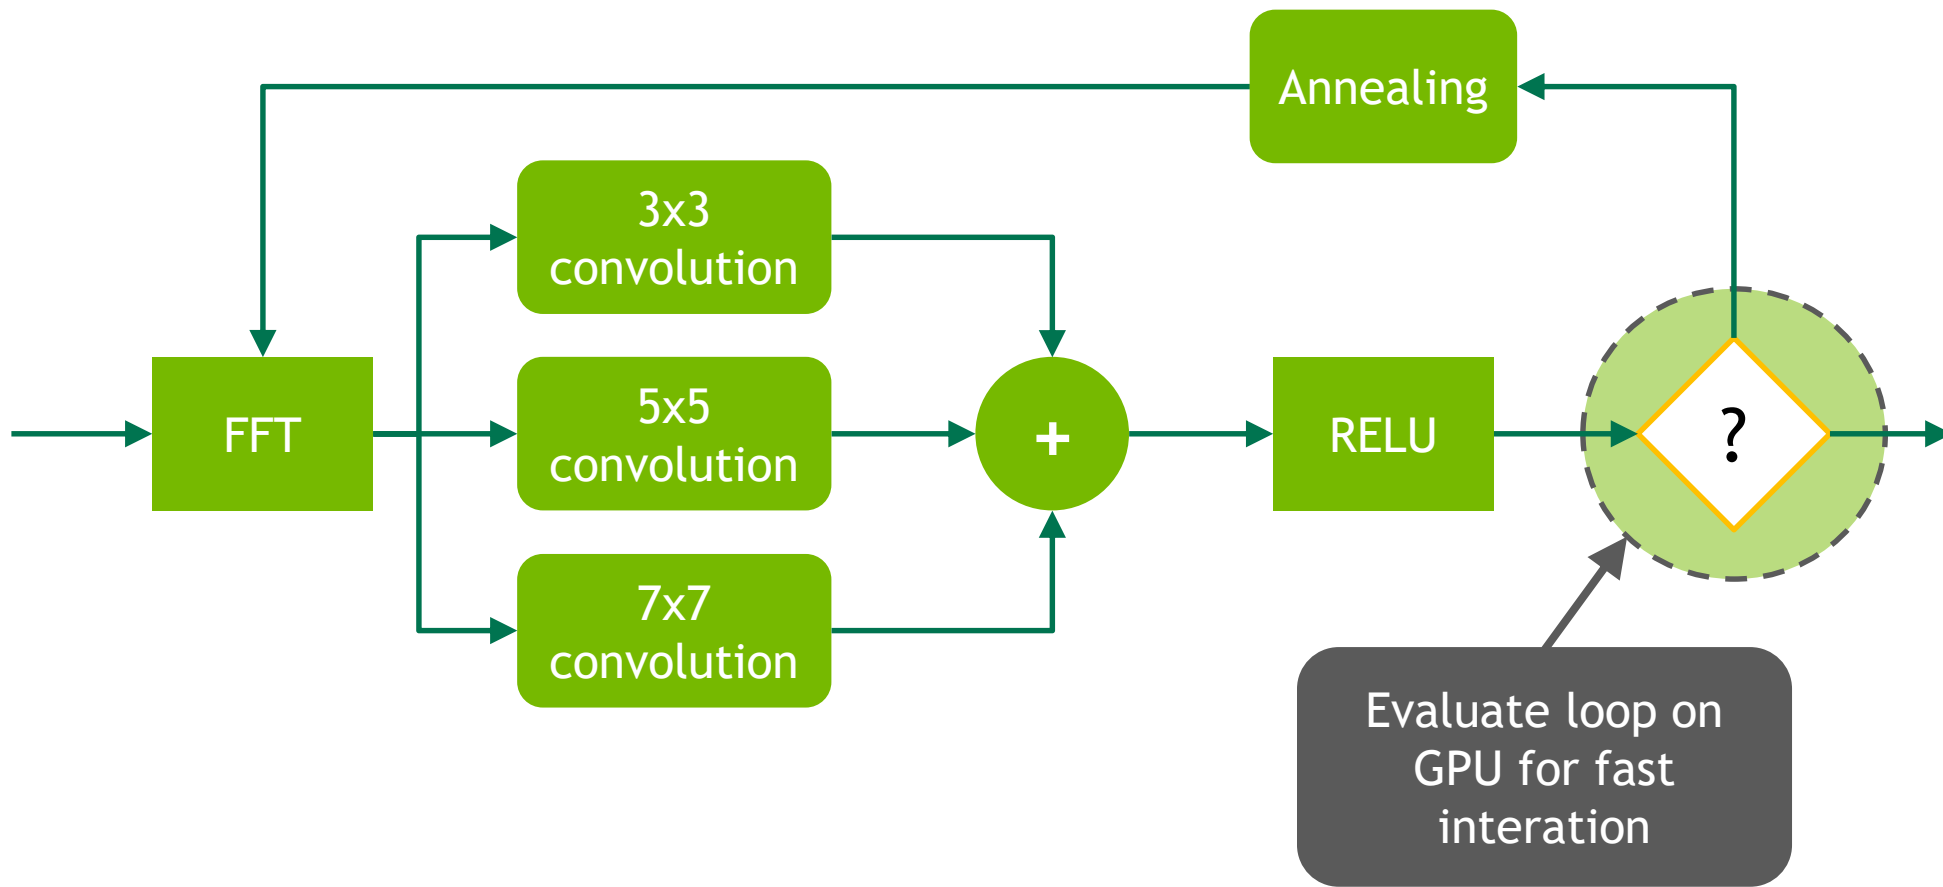 Annealing
3x3
convolution
FFT
5x5
convolution
+
RELU
?
7x7
convolution
Evaluate loop on
GPU for fast
interation